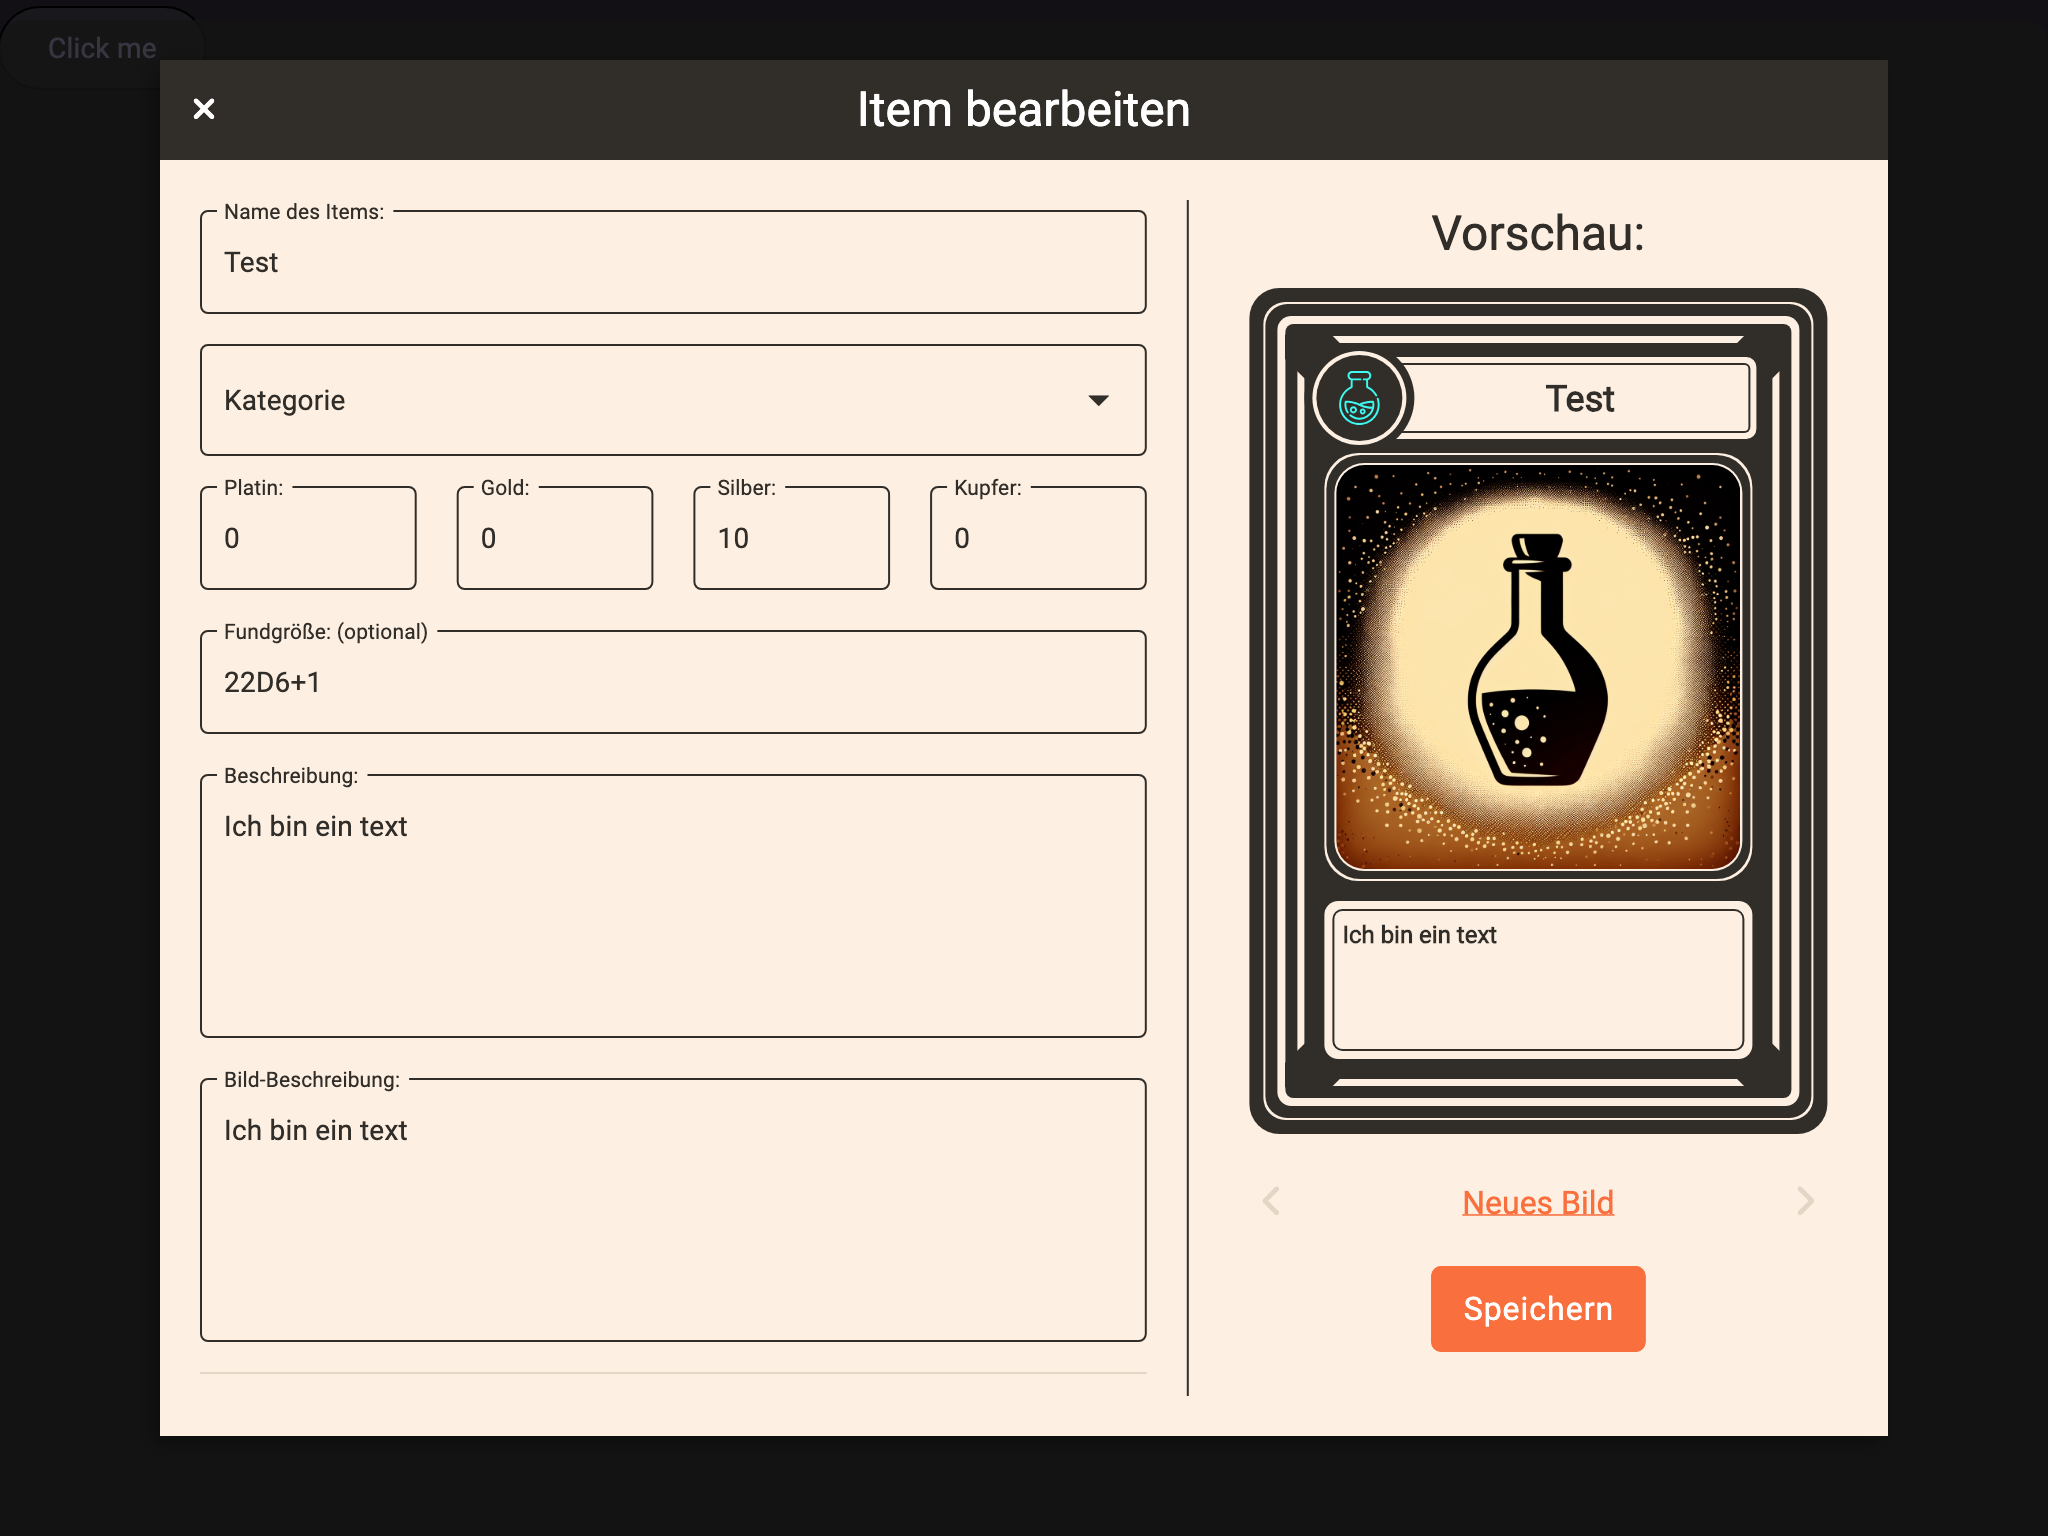 Click me
Item bearbeiten
Name des Items:
Test
Kategorie
Platin:
0
Gold:
0
Silber:
10
Kupfer:
0
Fundgröße: (optional)
22D6+1
Beschreibung:
Ich bin ein text
Bild-Beschreibung:
Ich bin ein text
Vorschau:
Test
Ich bin ein text
Neues Bild
Speichern